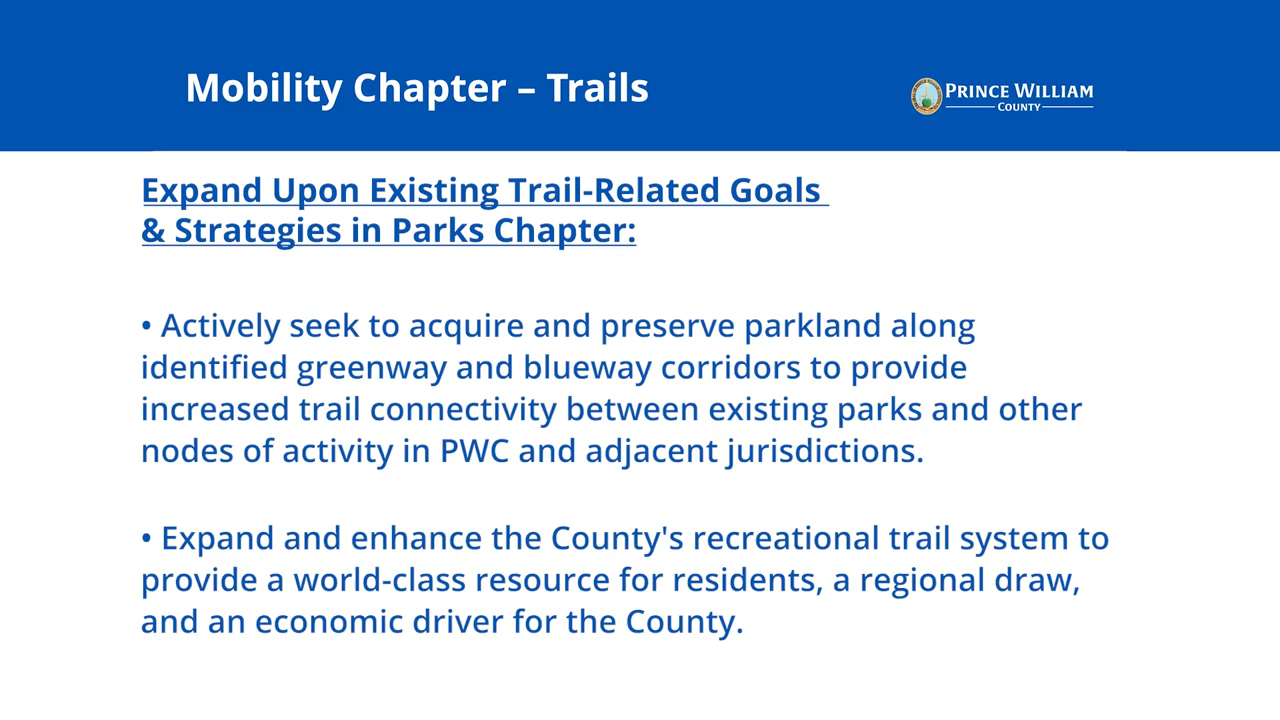 Mobility Chapter – Trails
PRINCE WILLIAM
COUNTY
Expand Upon Existing Trail-Related Goals
& Strategies in Parks Chapter:
• Actively seek to acquire and preserve parkland along
identified greenway and blueway corridors to provide
increased trail connectivity between existing parks and other
nodes of activity in PWC and adjacent jurisdictions.
• Expand and enhance the County's recreational trail system to
provide a world-class resource for residents, a regional draw,
and an economic driver for the County.